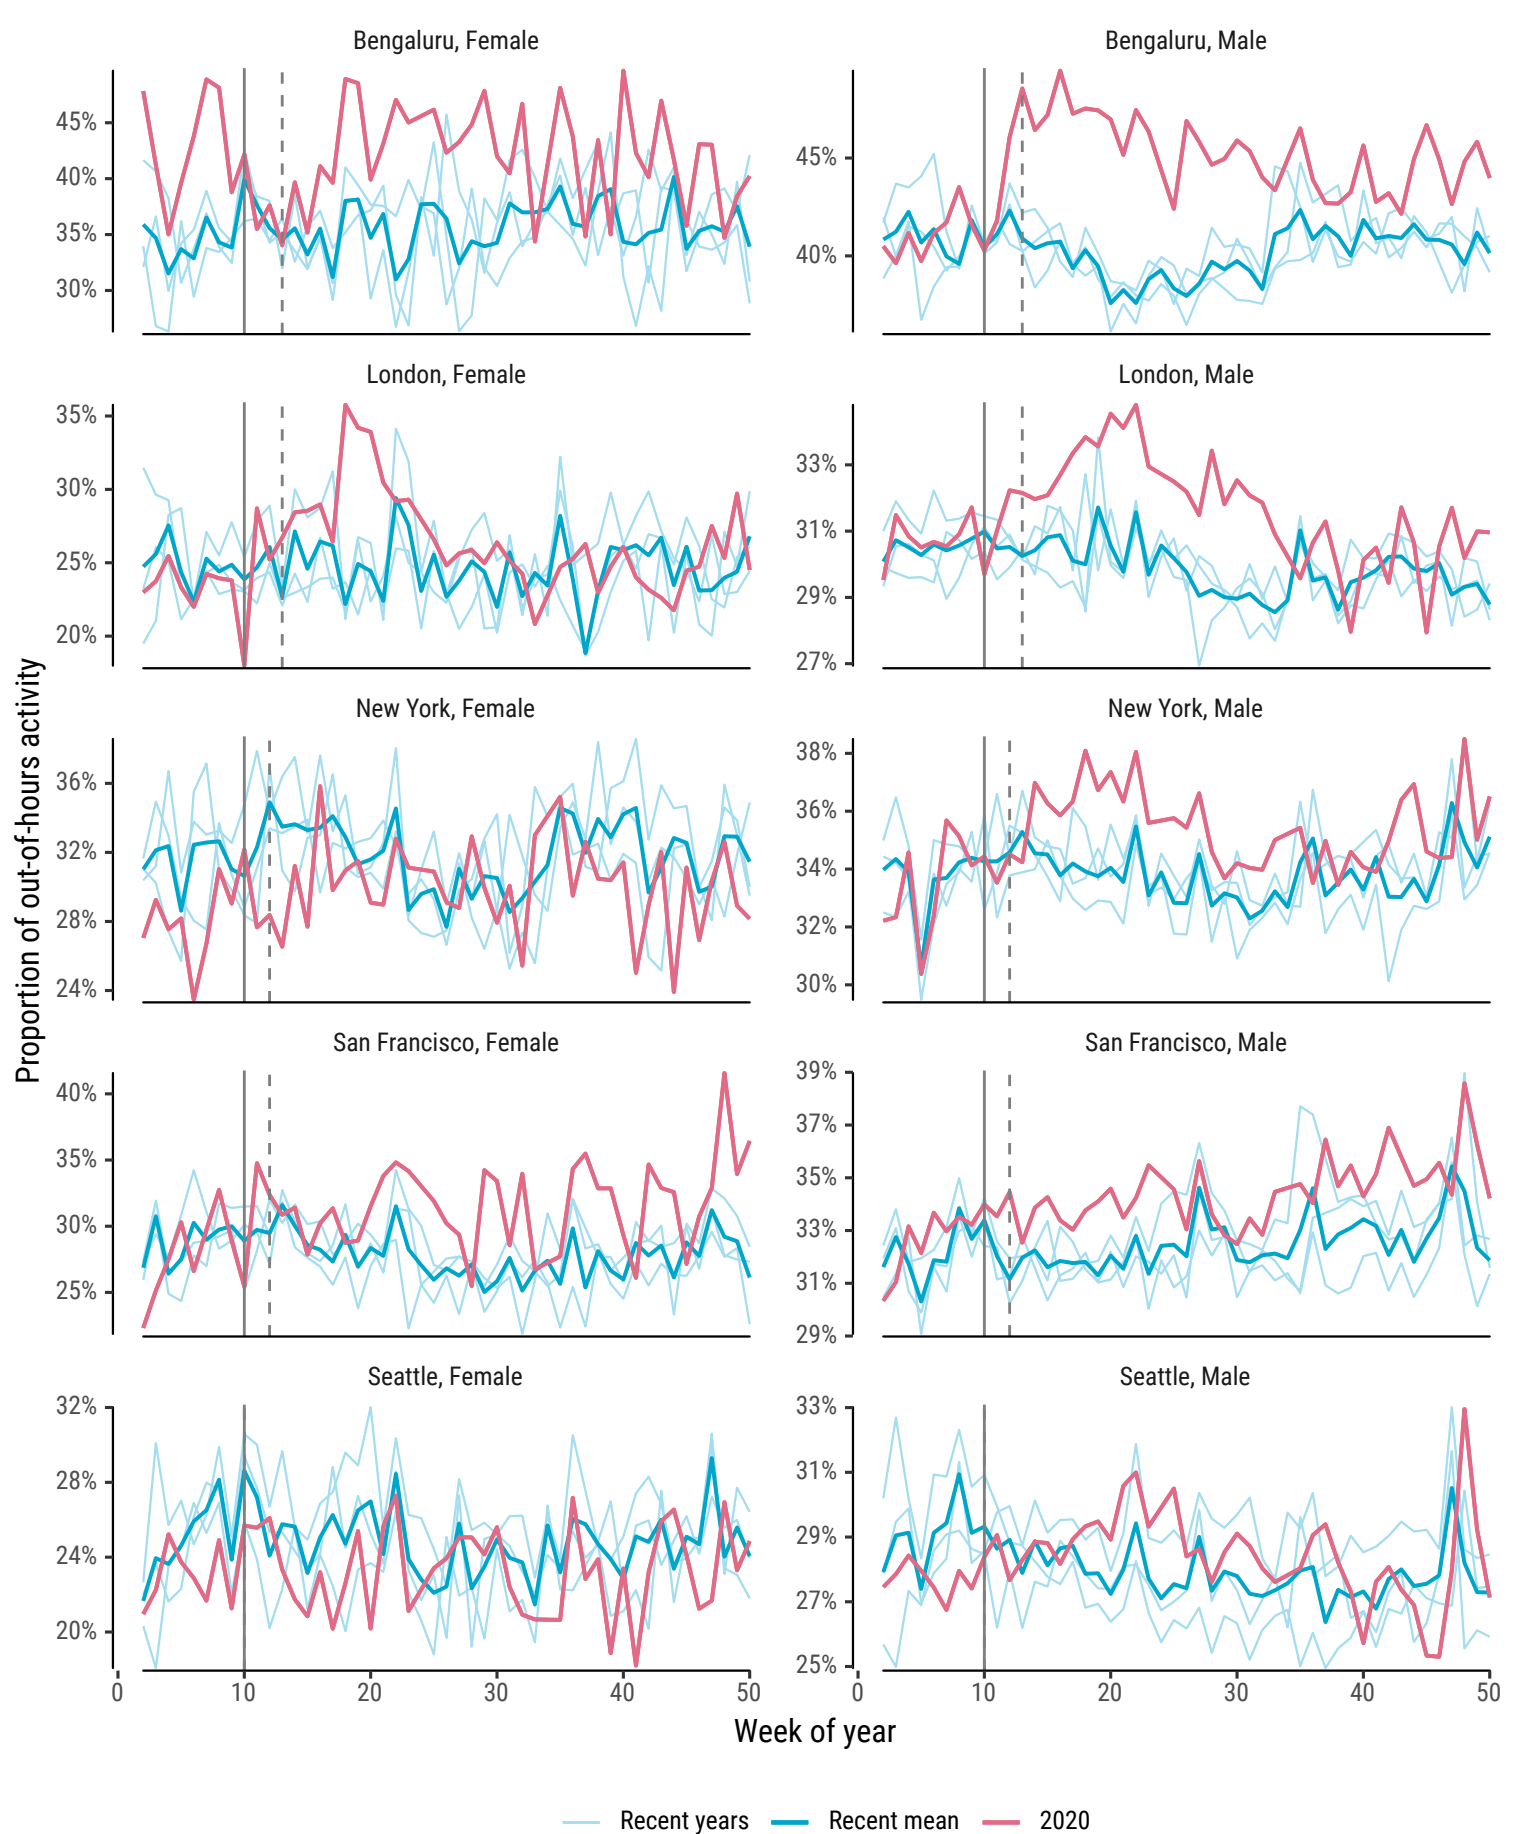 Bengaluru, Female
Bengaluru, Male
45%
40%
35%
30%
45%
40%
London, Female
London, Male
35%
30%
25%
20%
33%
31%
29%
27%
New York, Female
New York, Male
36%
32%
28%
24%
38%
36%
34%
32%
30%
Proportion of out-of-hours activity
San Francisco, Female
San Francisco, Male
40%
35%
30%
25%
39%
37%
35%
33%
31%
29%
Seattle, Female
Seattle, Male
32%
28%
24%
20%
33%
31%
29%
27%
25%
0 10 20 30 40 50
0 10 20 30 40 50
Week of year
Recent years Recent mean 2020